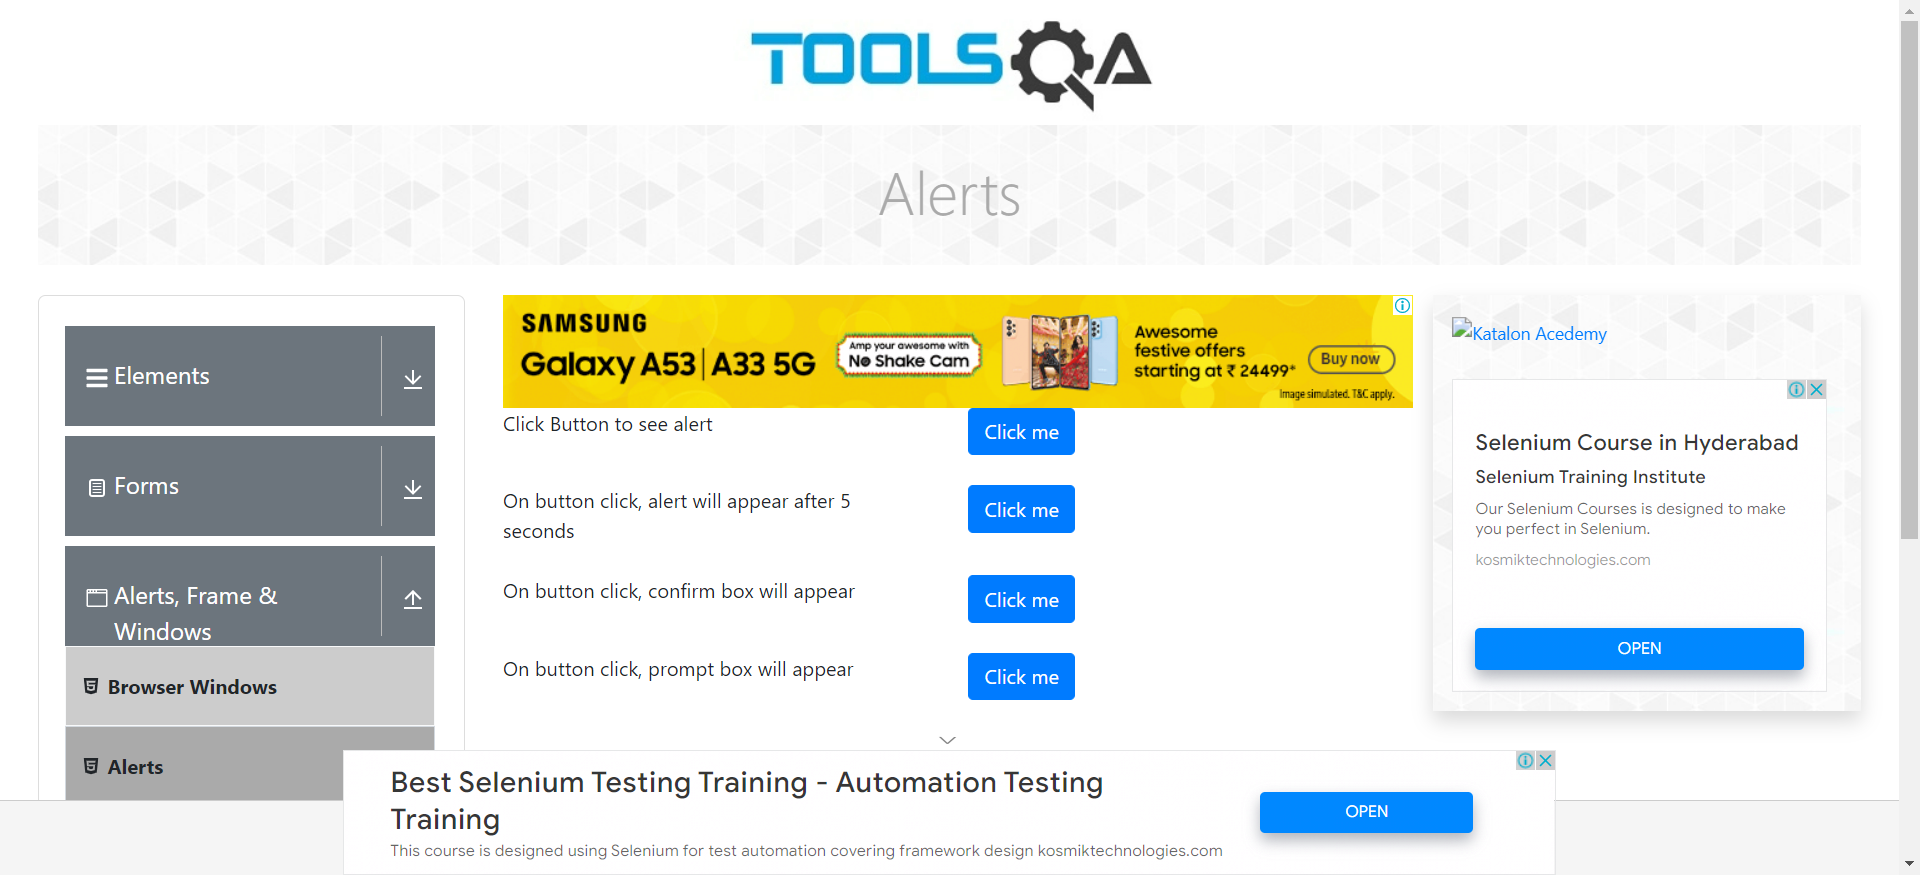 TOOLSQA
Alerts
Elements
Forms
Alerts, Frame &
Windows
Browser Windows
Alerts
SAMSUNG
Galaxy A53 | A33 5G
Amp your awesome with
No Shake Cam
Awesome
festive offers
starting at ₹ 24499*
Buy now
Image simulated. T&C apply.
Click Button to see alert
Click me
On button click, alert will appear after 5
seconds
Click me
On button click, confirm box will appear
Click me
On button click, prompt box will appear
Click me
Katalon Acedemy
Selenium Course in Hyderabad
Selenium Training Institute
Our Selenium Courses is designed to make
you perfect in Selenium.
kosmiktechnologies.com
OPEN
Best Selenium Testing Training - Automation Testing
Training
This course is designed using Selenium for test automation covering framework design kosmiktechnologies.com
OPEN